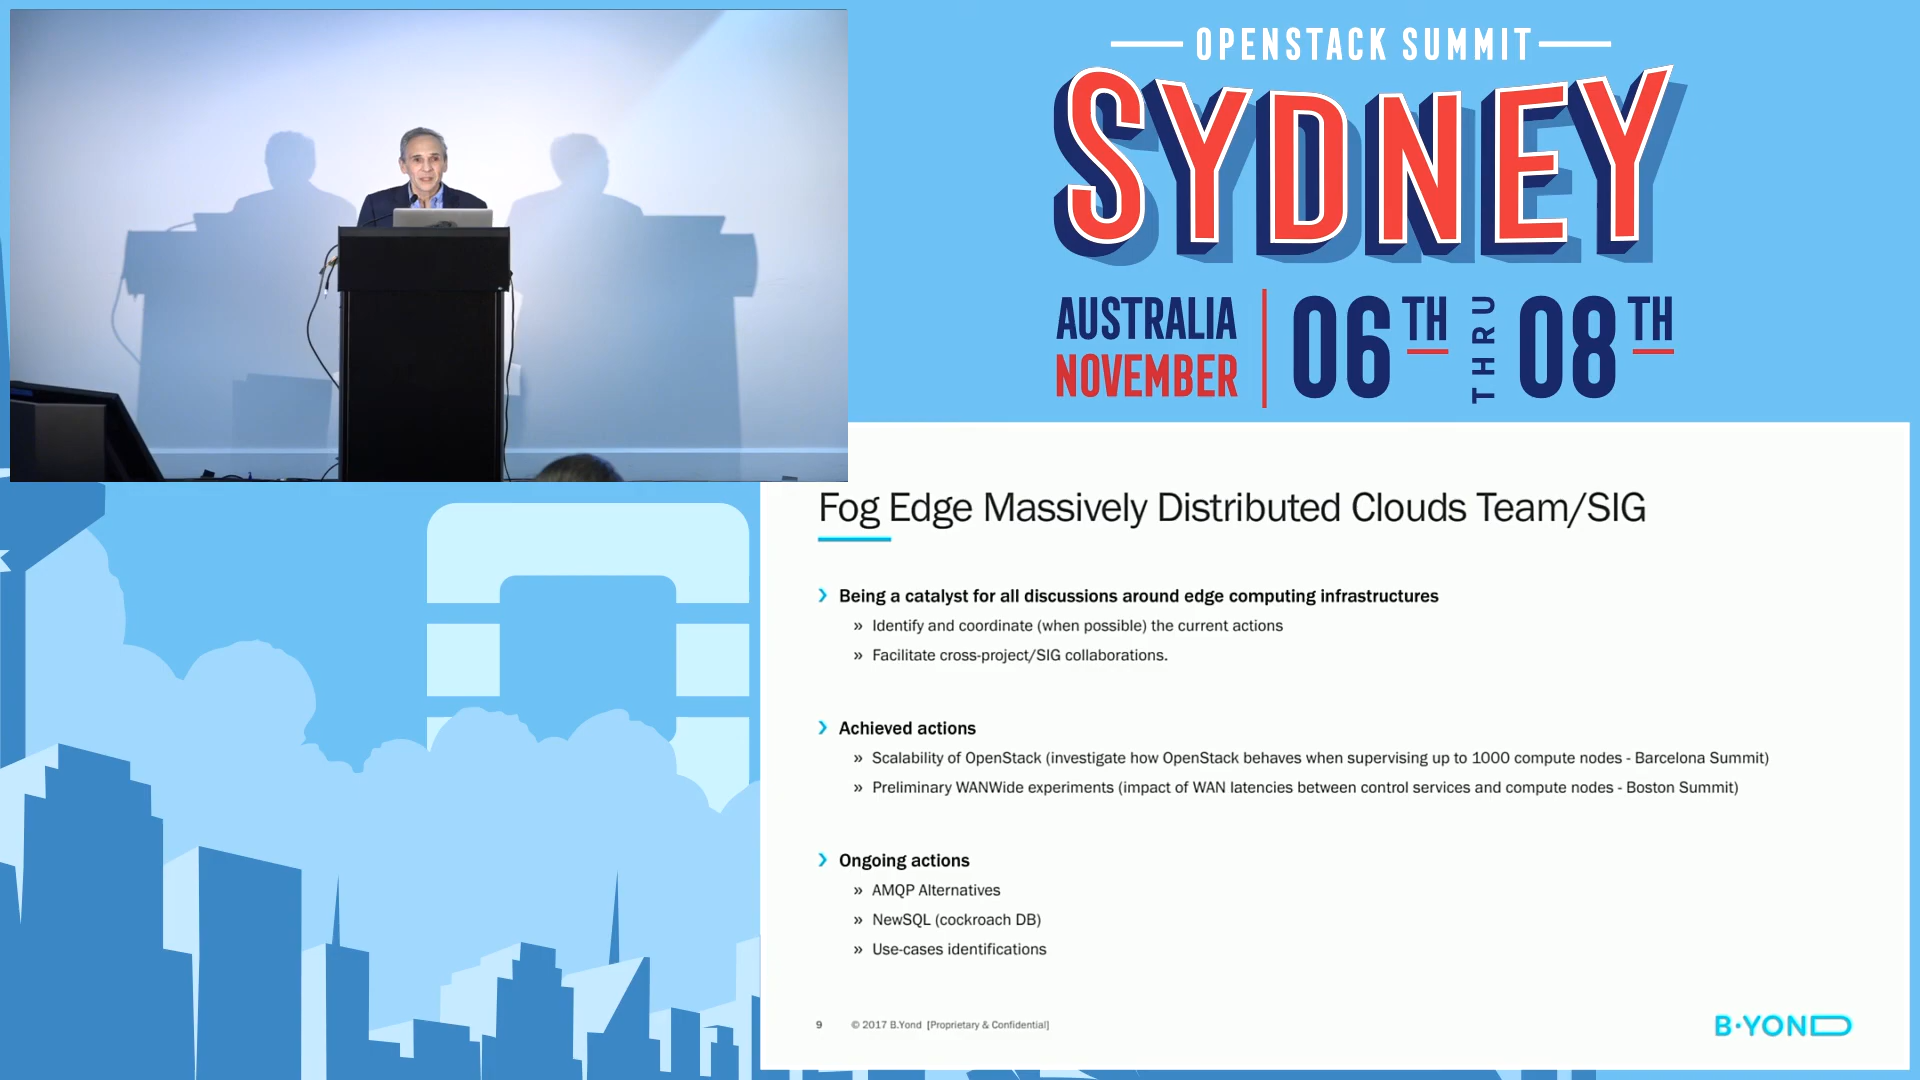 OPENSTACK SUMMIT
SYDNEY
AUSTRALIA
NOVEMBER
06TH THRU 08TH
Fog Edge Massively Distributed Clouds Team/SIG
› Being a catalyst for all discussions around edge computing infrastructures
» Identify and coordinate (when possible) the current actions
» Facilitate cross-project/SIG collaborations.
› Achieved actions
» Scalability of OpenStack (investigate how OpenStack behaves when supervising up to 1000 compute nodes - Barcelona Summit)
» Preliminary WANWide experiments (impact of WAN latencies between control services and compute nodes - Boston Summit)
› Ongoing actions
» AMQP Alternatives
» NewSQL (cockroach DB)
» Use-cases identifications
9 © 2017 B.Yond [Proprietary & Confidential]
B·YOND